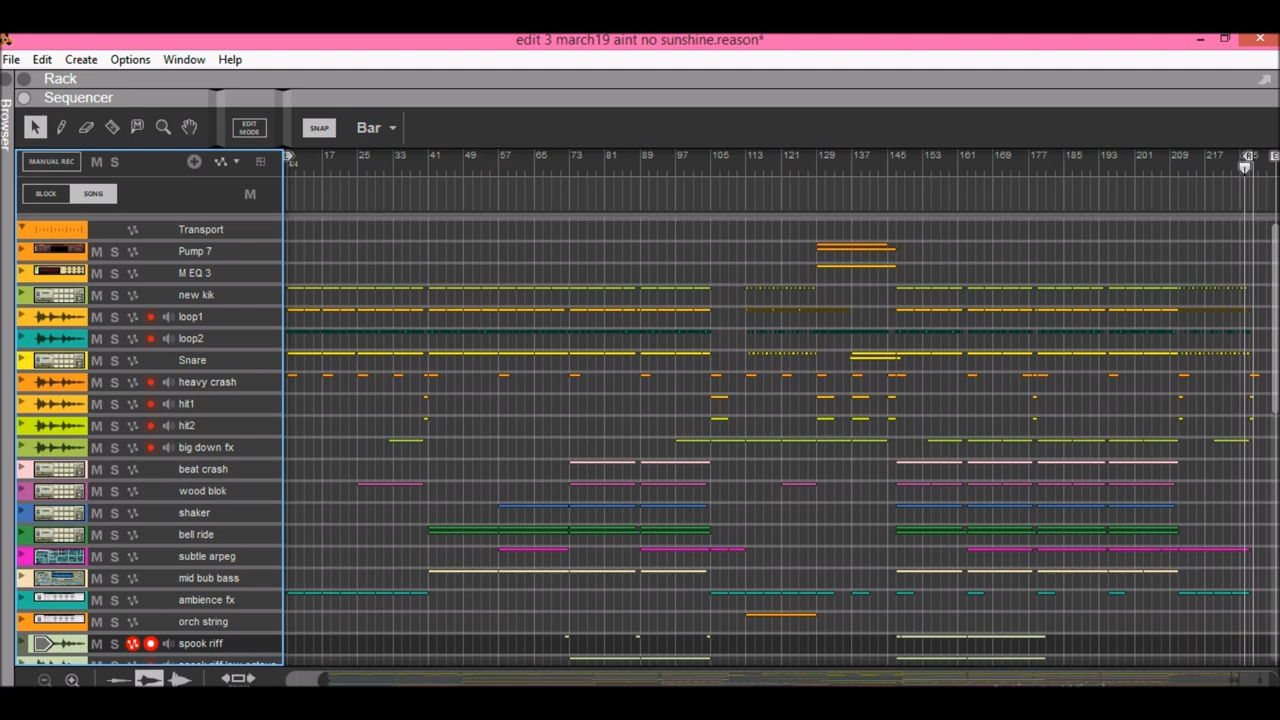 edit 3 march19 aint no sunshine.reason*
File Edit Create Options Window Help
Rack
Browser
Sequencer
EDIT MODE SNAP Bar
MANUAL REC M S 17 25 33 41 49 57 65 73 81 89 97 105 113 121 129 137 145 153 161 169 177 185 193 201 209 217
BLOCK SONG M
Transport
M S Pump 7
M S M EQ 3
M S new kik
M S loop1
M S loop2
M S Snare
M S heavy crash
M S hit1
M S hit2
M S big down fx
M S beat crash
M S wood blok
M S shaker
M S bell ride
M S subtle arpeg
M S mid bub bass
M S ambience fx
M S orch string
M S spook riff